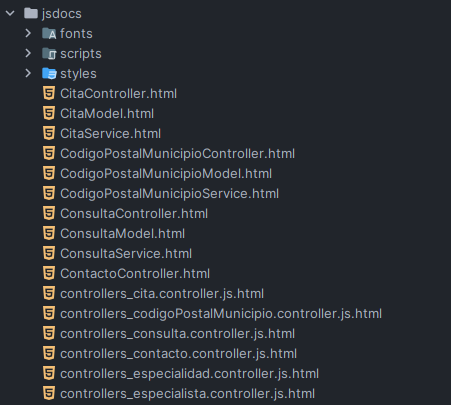 jsdocs
fonts
scripts
styles
CitaController.html
CitaModel.html
CitaService.html
CodigoPostalMunicipioController.html
CodigoPostalMunicipioModel.html
CodigoPostalMunicipioService.html
ConsultaController.html
ConsultaModel.html
ConsultaService.html
ContactoController.html
controllers_cita.controller.js.html
controllers_codigoPostalMunicipio.controller.js.html
controllers_consulta.controller.js.html
controllers_contacto.controller.js.html
controllers_especialidad.controller.js.html
controllers_especialista.controller.js.html